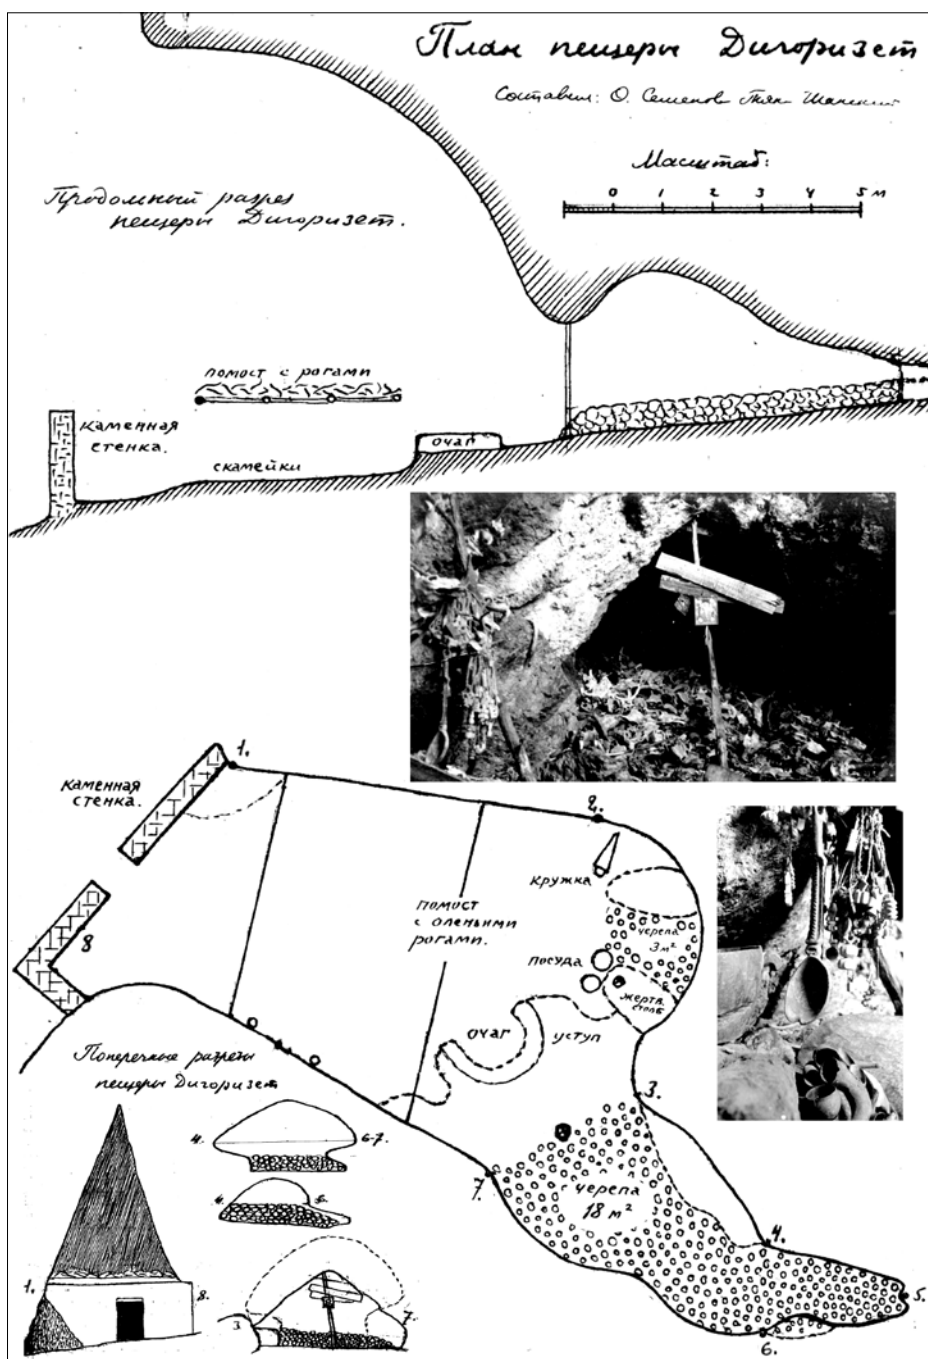 План пещеры Дигоризет
Составил: О. Семенов Тян Шанский
Масштаб:
0 1 2 3 4 5 м
Продольный разрез
пещеры Дигоризет.
помост с рогами
каменная
стенка.
очаг
скамейки
1.
каменная
стенка.
2.
кружка
помост
с оленьими
рогами.
черепа
3 м²
8
посуда
жертв.
столб
очаг
уступ
Поперечные разрезы
пещеры Дигоризет
3.
4. 6-7.
7.
черепа
18 м²
4. 6.
4.
1. 8.
5.
3. 7.
6.